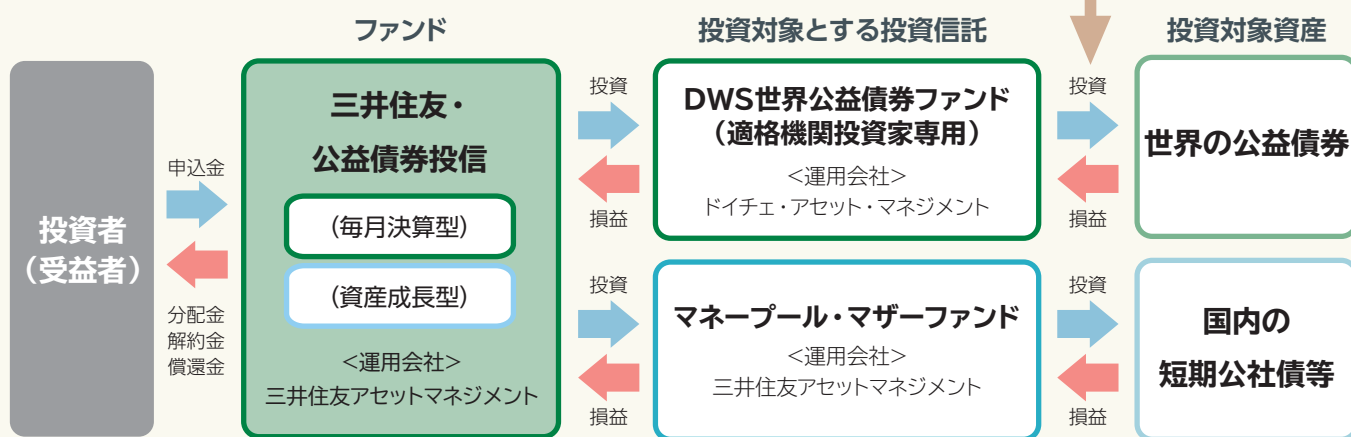 ファンド
投資対象とする投資信託
投資対象資産
投資者
（受益者）
申込金
分配金
解約金
償還金
三井住友・
公益債券投信
（毎月決算型）
（資産成長型）
＜運用会社＞
三井住友アセットマネジメント
投資
損益
DWS世界公益債券ファンド
（適格機関投資家専用）
＜運用会社＞
ドイチェ・アセット・マネジメント
投資
損益
世界の公益債券
投資
損益
マネープール・マザーファンド
＜運用会社＞
三井住友アセットマネジメント
投資
損益
国内の
短期公社債等